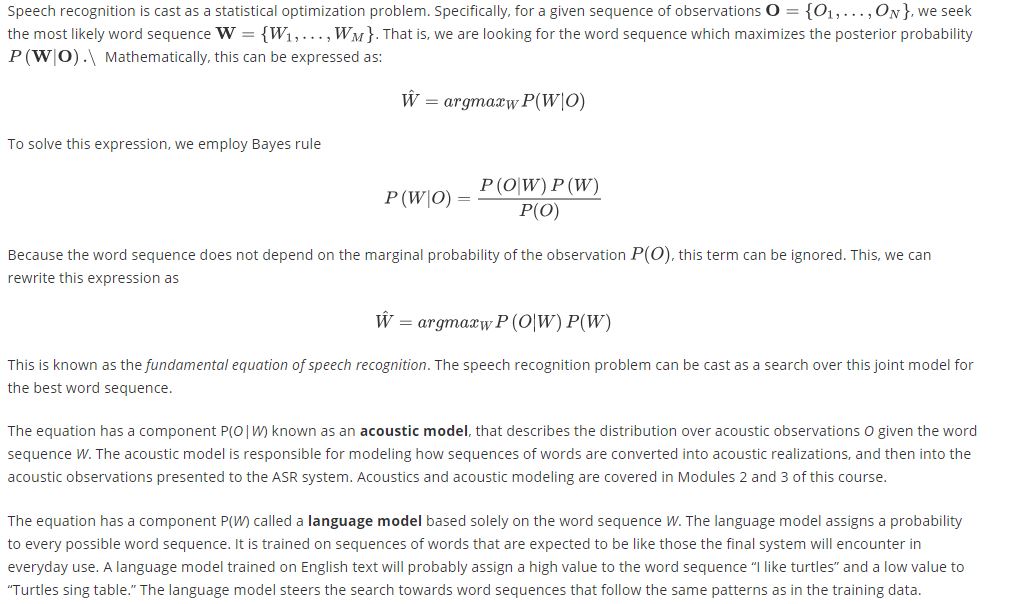 Speech recognition is cast as a statistical optimization problem. Specifically, for a given sequence of observations O = {O₁, . . . , O_N}, we seek
the most likely word sequence W = {W₁, . . . , W_M}. That is, we are looking for the word sequence which maximizes the posterior probability
P (W|O) .\ Mathematically, this can be expressed as:
Ŵ = argmax_W P(W|O)
To solve this expression, we employ Bayes rule
P (W|O) = P (O|W) P (W) / P(O)
Because the word sequence does not depend on the marginal probability of the observation P(O), this term can be ignored. This, we can
rewrite this expression as
Ŵ = argmax_W P (O|W) P(W)
This is known as the fundamental equation of speech recognition. The speech recognition problem can be cast as a search over this joint model for
the best word sequence.
The equation has a component P(O|W) known as an acoustic model, that describes the distribution over acoustic observations O given the word
sequence W. The acoustic model is responsible for modeling how sequences of words are converted into acoustic realizations, and then into the
acoustic observations presented to the ASR system. Acoustics and acoustic modeling are covered in Modules 2 and 3 of this course.
The equation has a component P(W) called a language model based solely on the word sequence W. The language model assigns a probability
to every possible word sequence. It is trained on sequences of words that are expected to be like those the final system will encounter in
everyday use. A language model trained on English text will probably assign a high value to the word sequence “I like turtles” and a low value to
“Turtles sing table.” The language model steers the search towards word sequences that follow the same patterns as in the training data.